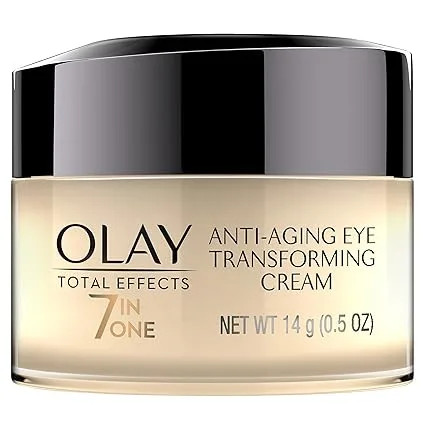 OLAY
TOTAL EFFECTS
7 IN ONE
ANTI-AGING EYE
TRANSFORMING
CREAM
NET WT 14 g (0.5 OZ)